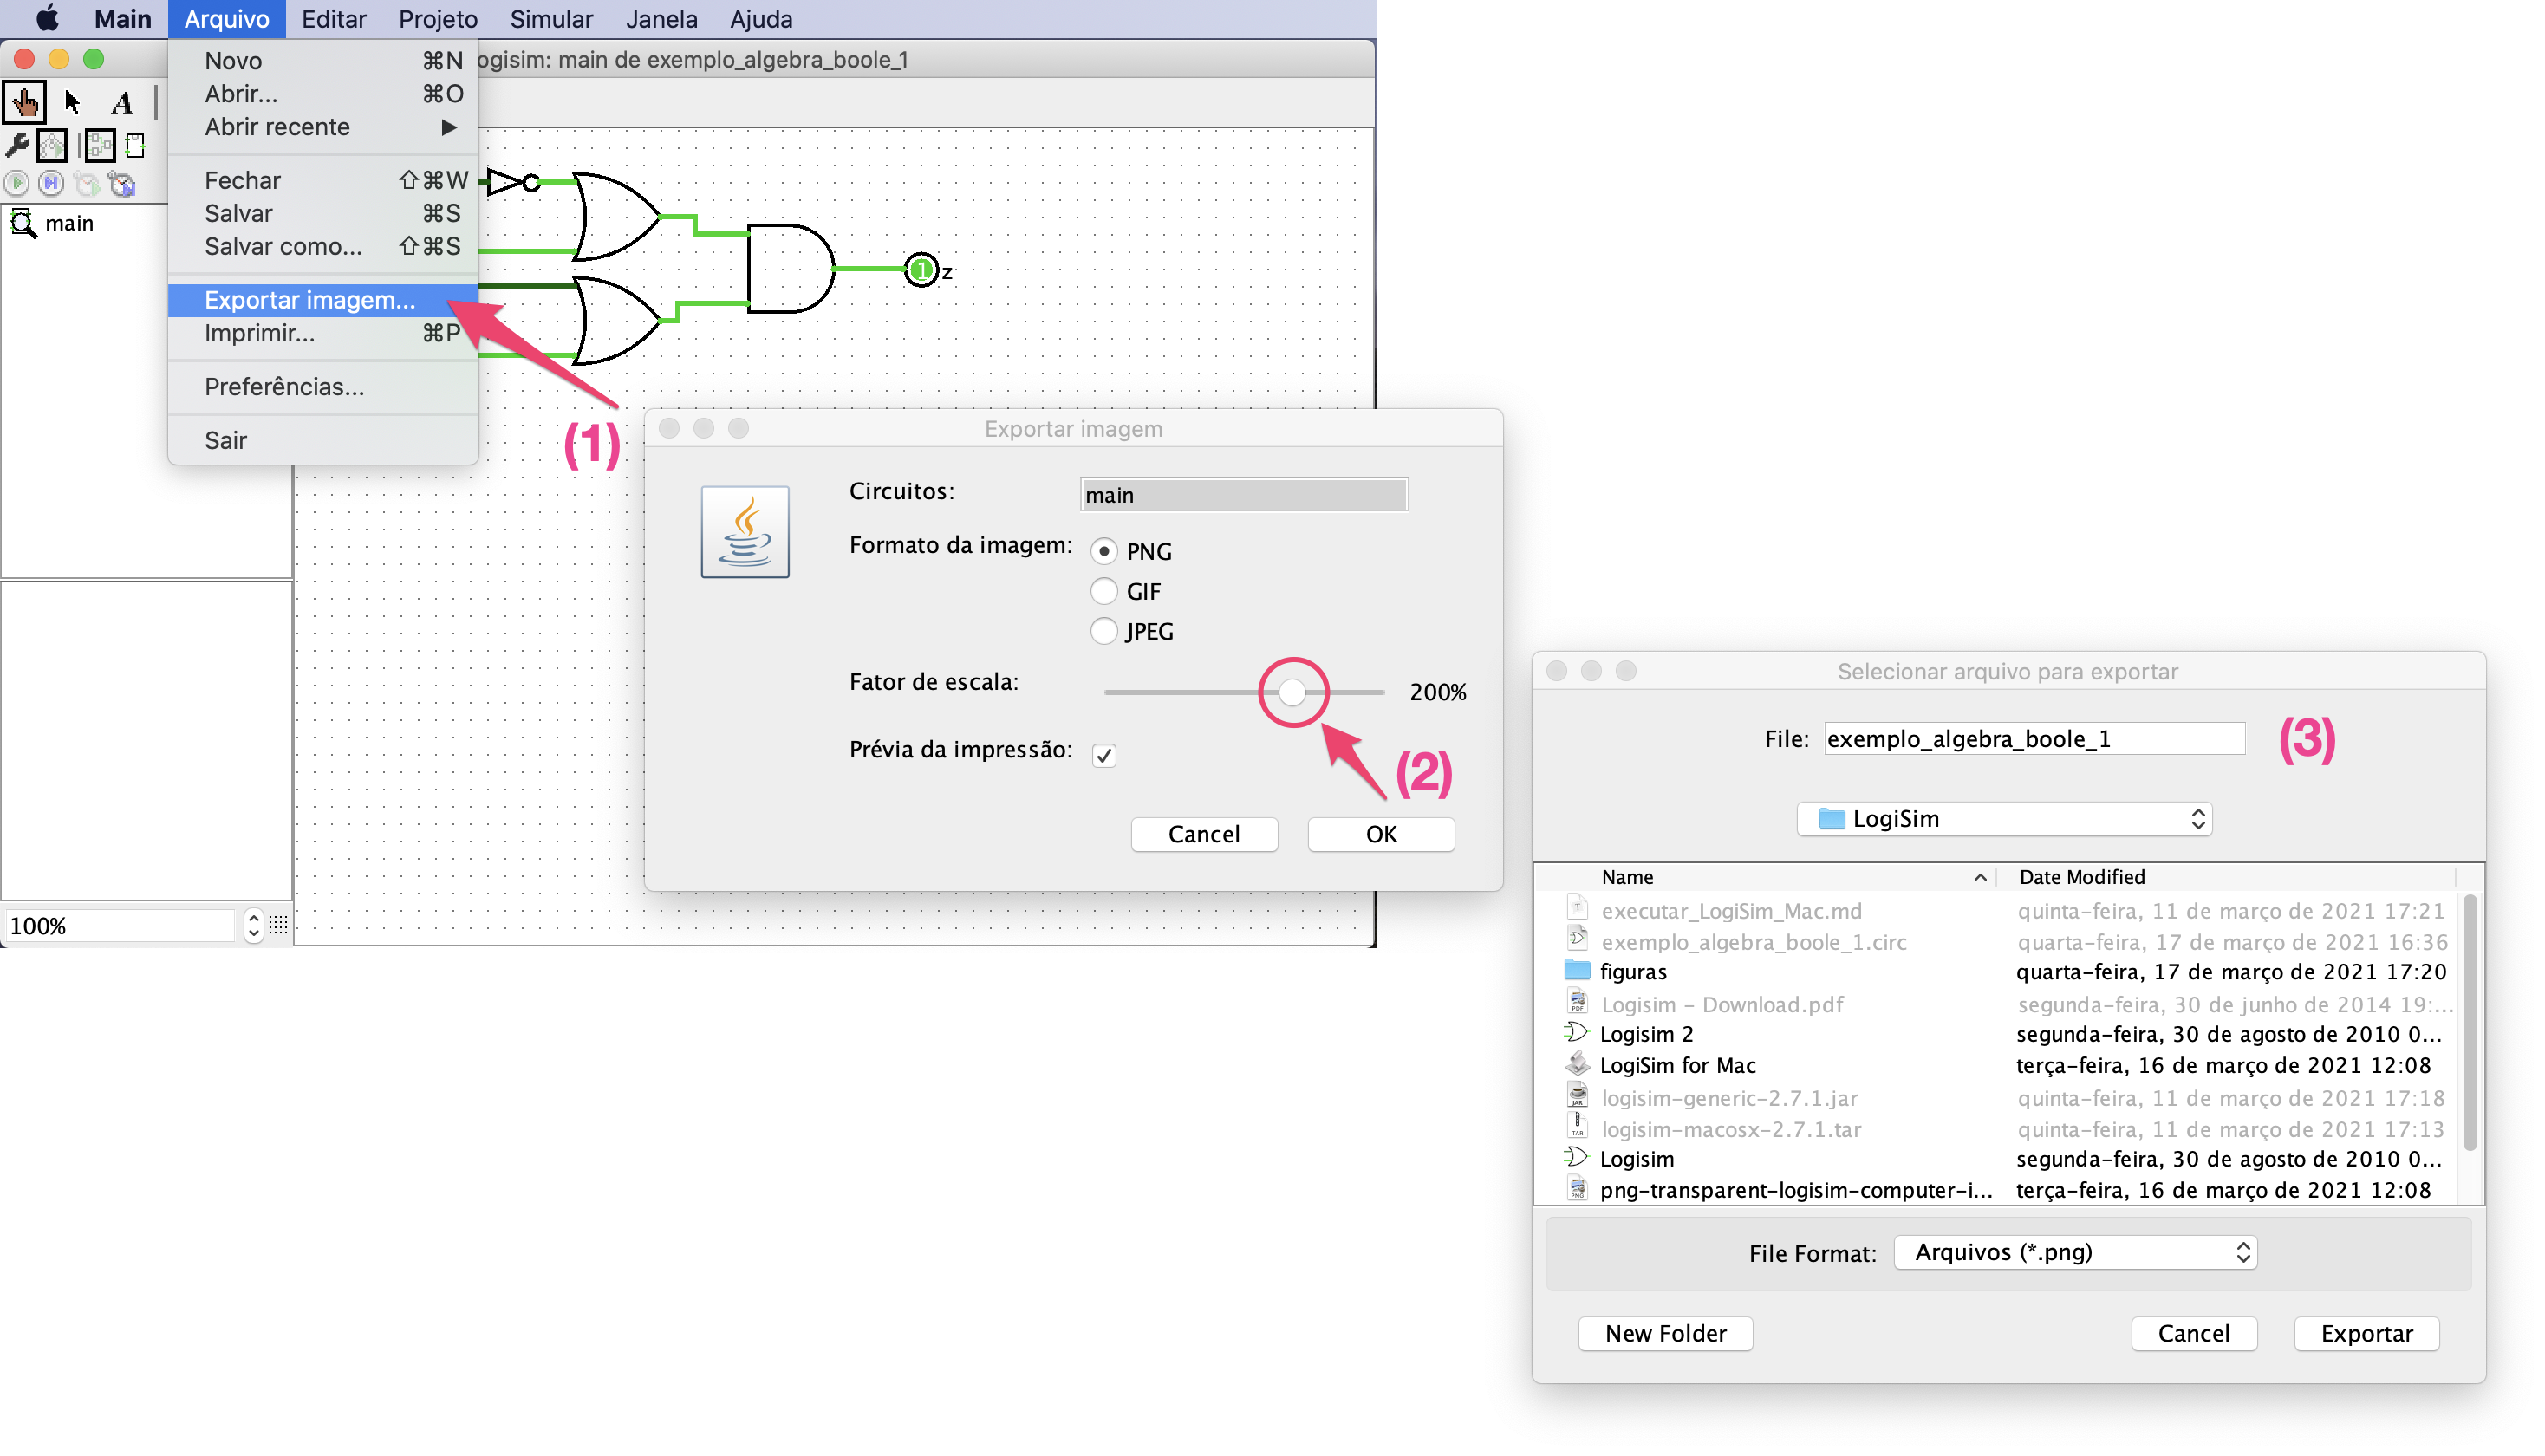 Main Arquivo Editar Projeto Simular Janela Ajuda
ogisim: main de exemplo_algebra_boole_1
Novo ⌘N
Abrir... ⌘O
Abrir recente ▶
Fechar ⇧⌘W
Salvar ⌘S
Salvar como... ⇧⌘S
Exportar imagem...
Imprimir... ⌘P
Preferências...
Sair
A
main
1 z
100%
(1)
Exportar imagem
Circuitos: main
Formato da imagem: PNG
GIF
JPEG
Fator de escala: 200%
Prévia da impressão:
(2)
Cancel OK
Selecionar arquivo para exportar
File: exemplo_algebra_boole_1
(3)
LogiSim
Name Date Modified
executar_LogiSim_Mac.md quinta-feira, 11 de março de 2021 17:21
exemplo_algebra_boole_1.circ quarta-feira, 17 de março de 2021 16:36
figuras quarta-feira, 17 de março de 2021 17:20
Logisim - Download.pdf segunda-feira, 30 de junho de 2014 19:...
Logisim 2 segunda-feira, 30 de agosto de 2010 0...
LogiSim for Mac terça-feira, 16 de março de 2021 12:08
logisim-generic-2.7.1.jar quinta-feira, 11 de março de 2021 17:18
logisim-macosx-2.7.1.tar quinta-feira, 11 de março de 2021 17:13
Logisim segunda-feira, 30 de agosto de 2010 0...
png-transparent-logisim-computer-i... terça-feira, 16 de março de 2021 12:08
File Format: Arquivos (*.png)
New Folder Cancel Exportar